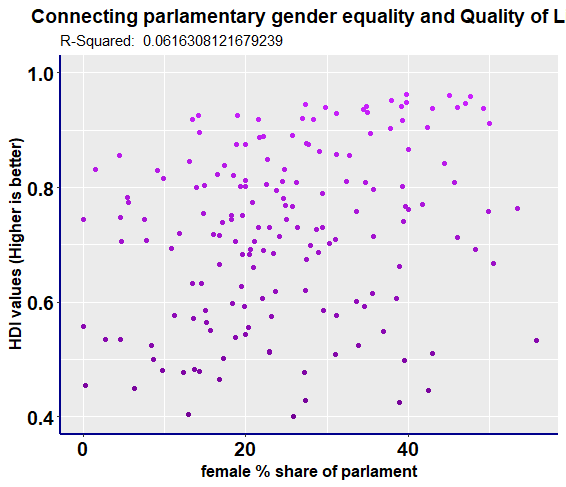 Connecting parlamentary gender equality and Quality of L
R-Squared: 0.0616308121679239
1.0
0.8
0.6
0.4
HDI values (Higher is better)
0 20 40
female % share of parlament